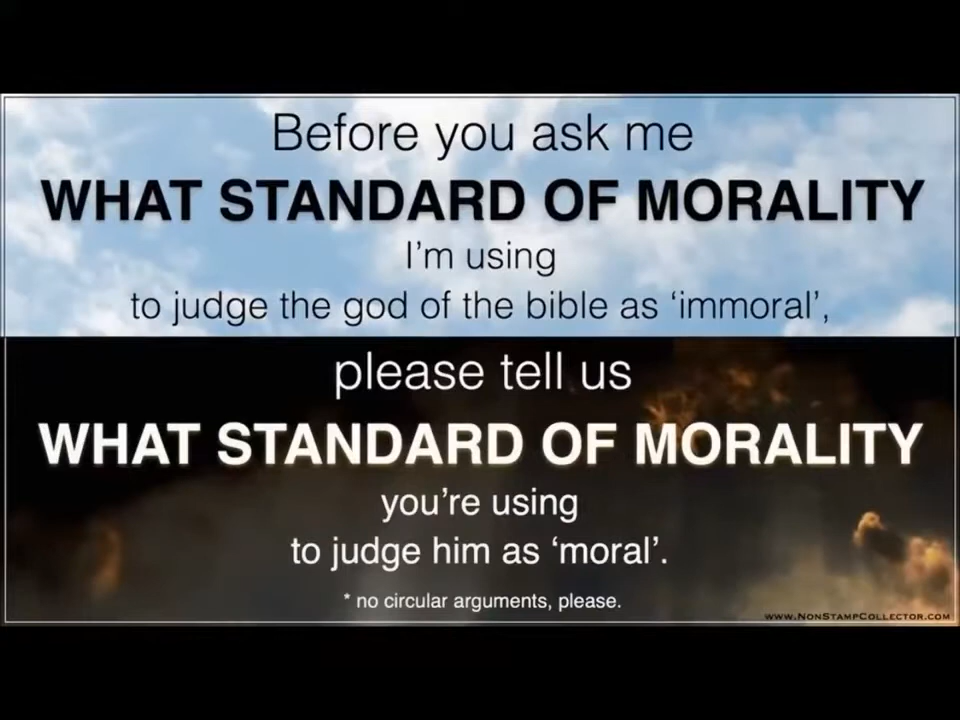 Before you ask me
WHAT STANDARD OF MORALITY
I'm using
to judge the god of the bible as ‘immoral’,
please tell us
WHAT STANDARD OF MORALITY
you're using
to judge him as ‘moral’.
* no circular arguments, please.
www.NonStampCollector.com